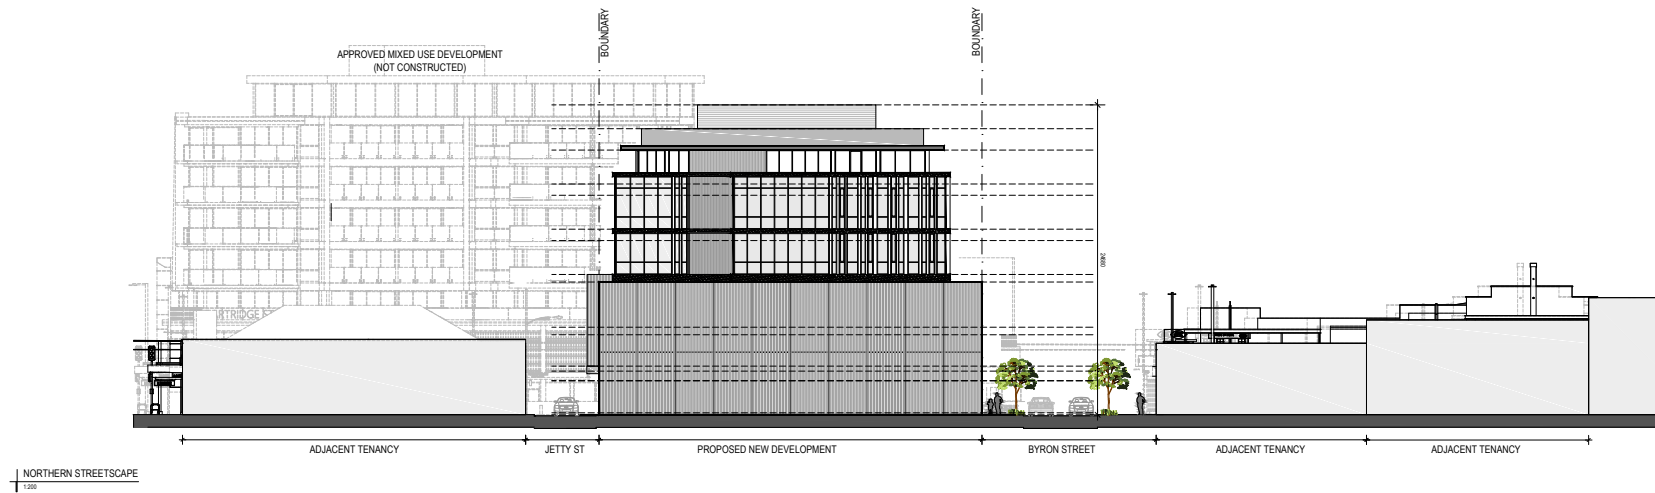 BOUNDARY
BOUNDARY
APPROVED MIXED USE DEVELOPMENT
(NOT CONSTRUCTED)
ARTRIDGE S
ADJACENT TENANCY
JETTY ST
PROPOSED NEW DEVELOPMENT
BYRON STREET
ADJACENT TENANCY
ADJACENT TENANCY
NORTHERN STREETSCAPE
1:200